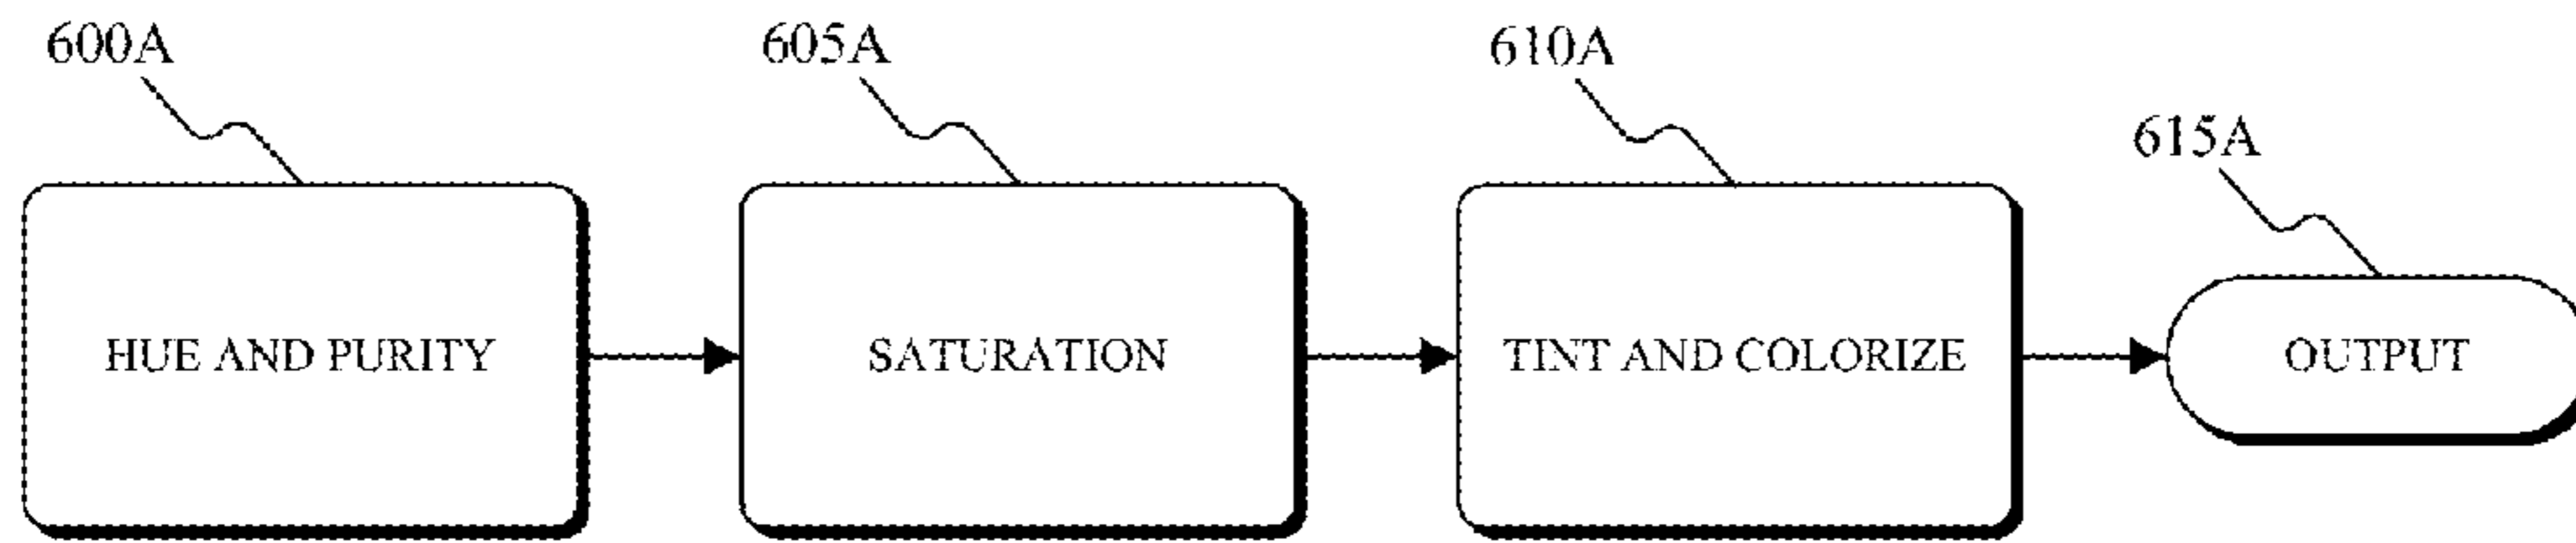 600A
605A
610A
615A
HUE AND PURITY
SATURATION
TINT AND COLORIZE
OUTPUT